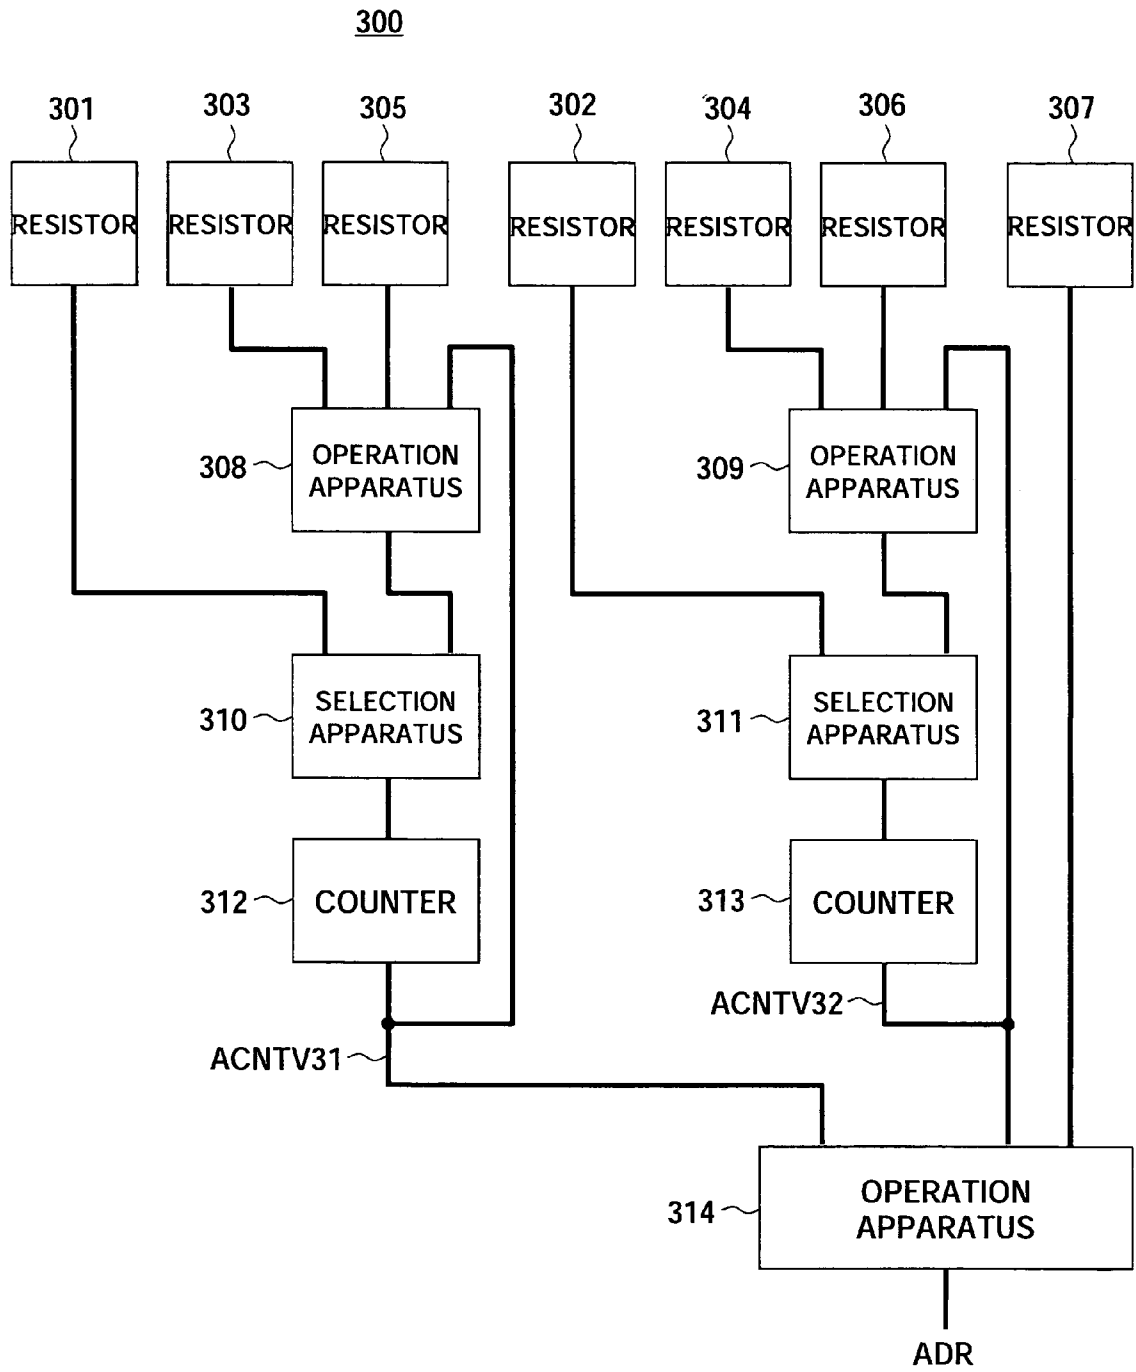 300
301
303
305
302
304
306
307
RESISTOR
RESISTOR
RESISTOR
RESISTOR
RESISTOR
RESISTOR
RESISTOR
308
OPERATION
APPARATUS
309
OPERATION
APPARATUS
310
SELECTION
APPARATUS
311
SELECTION
APPARATUS
312
COUNTER
313
COUNTER
ACNTV32
ACNTV31
314
OPERATION
APPARATUS
ADR